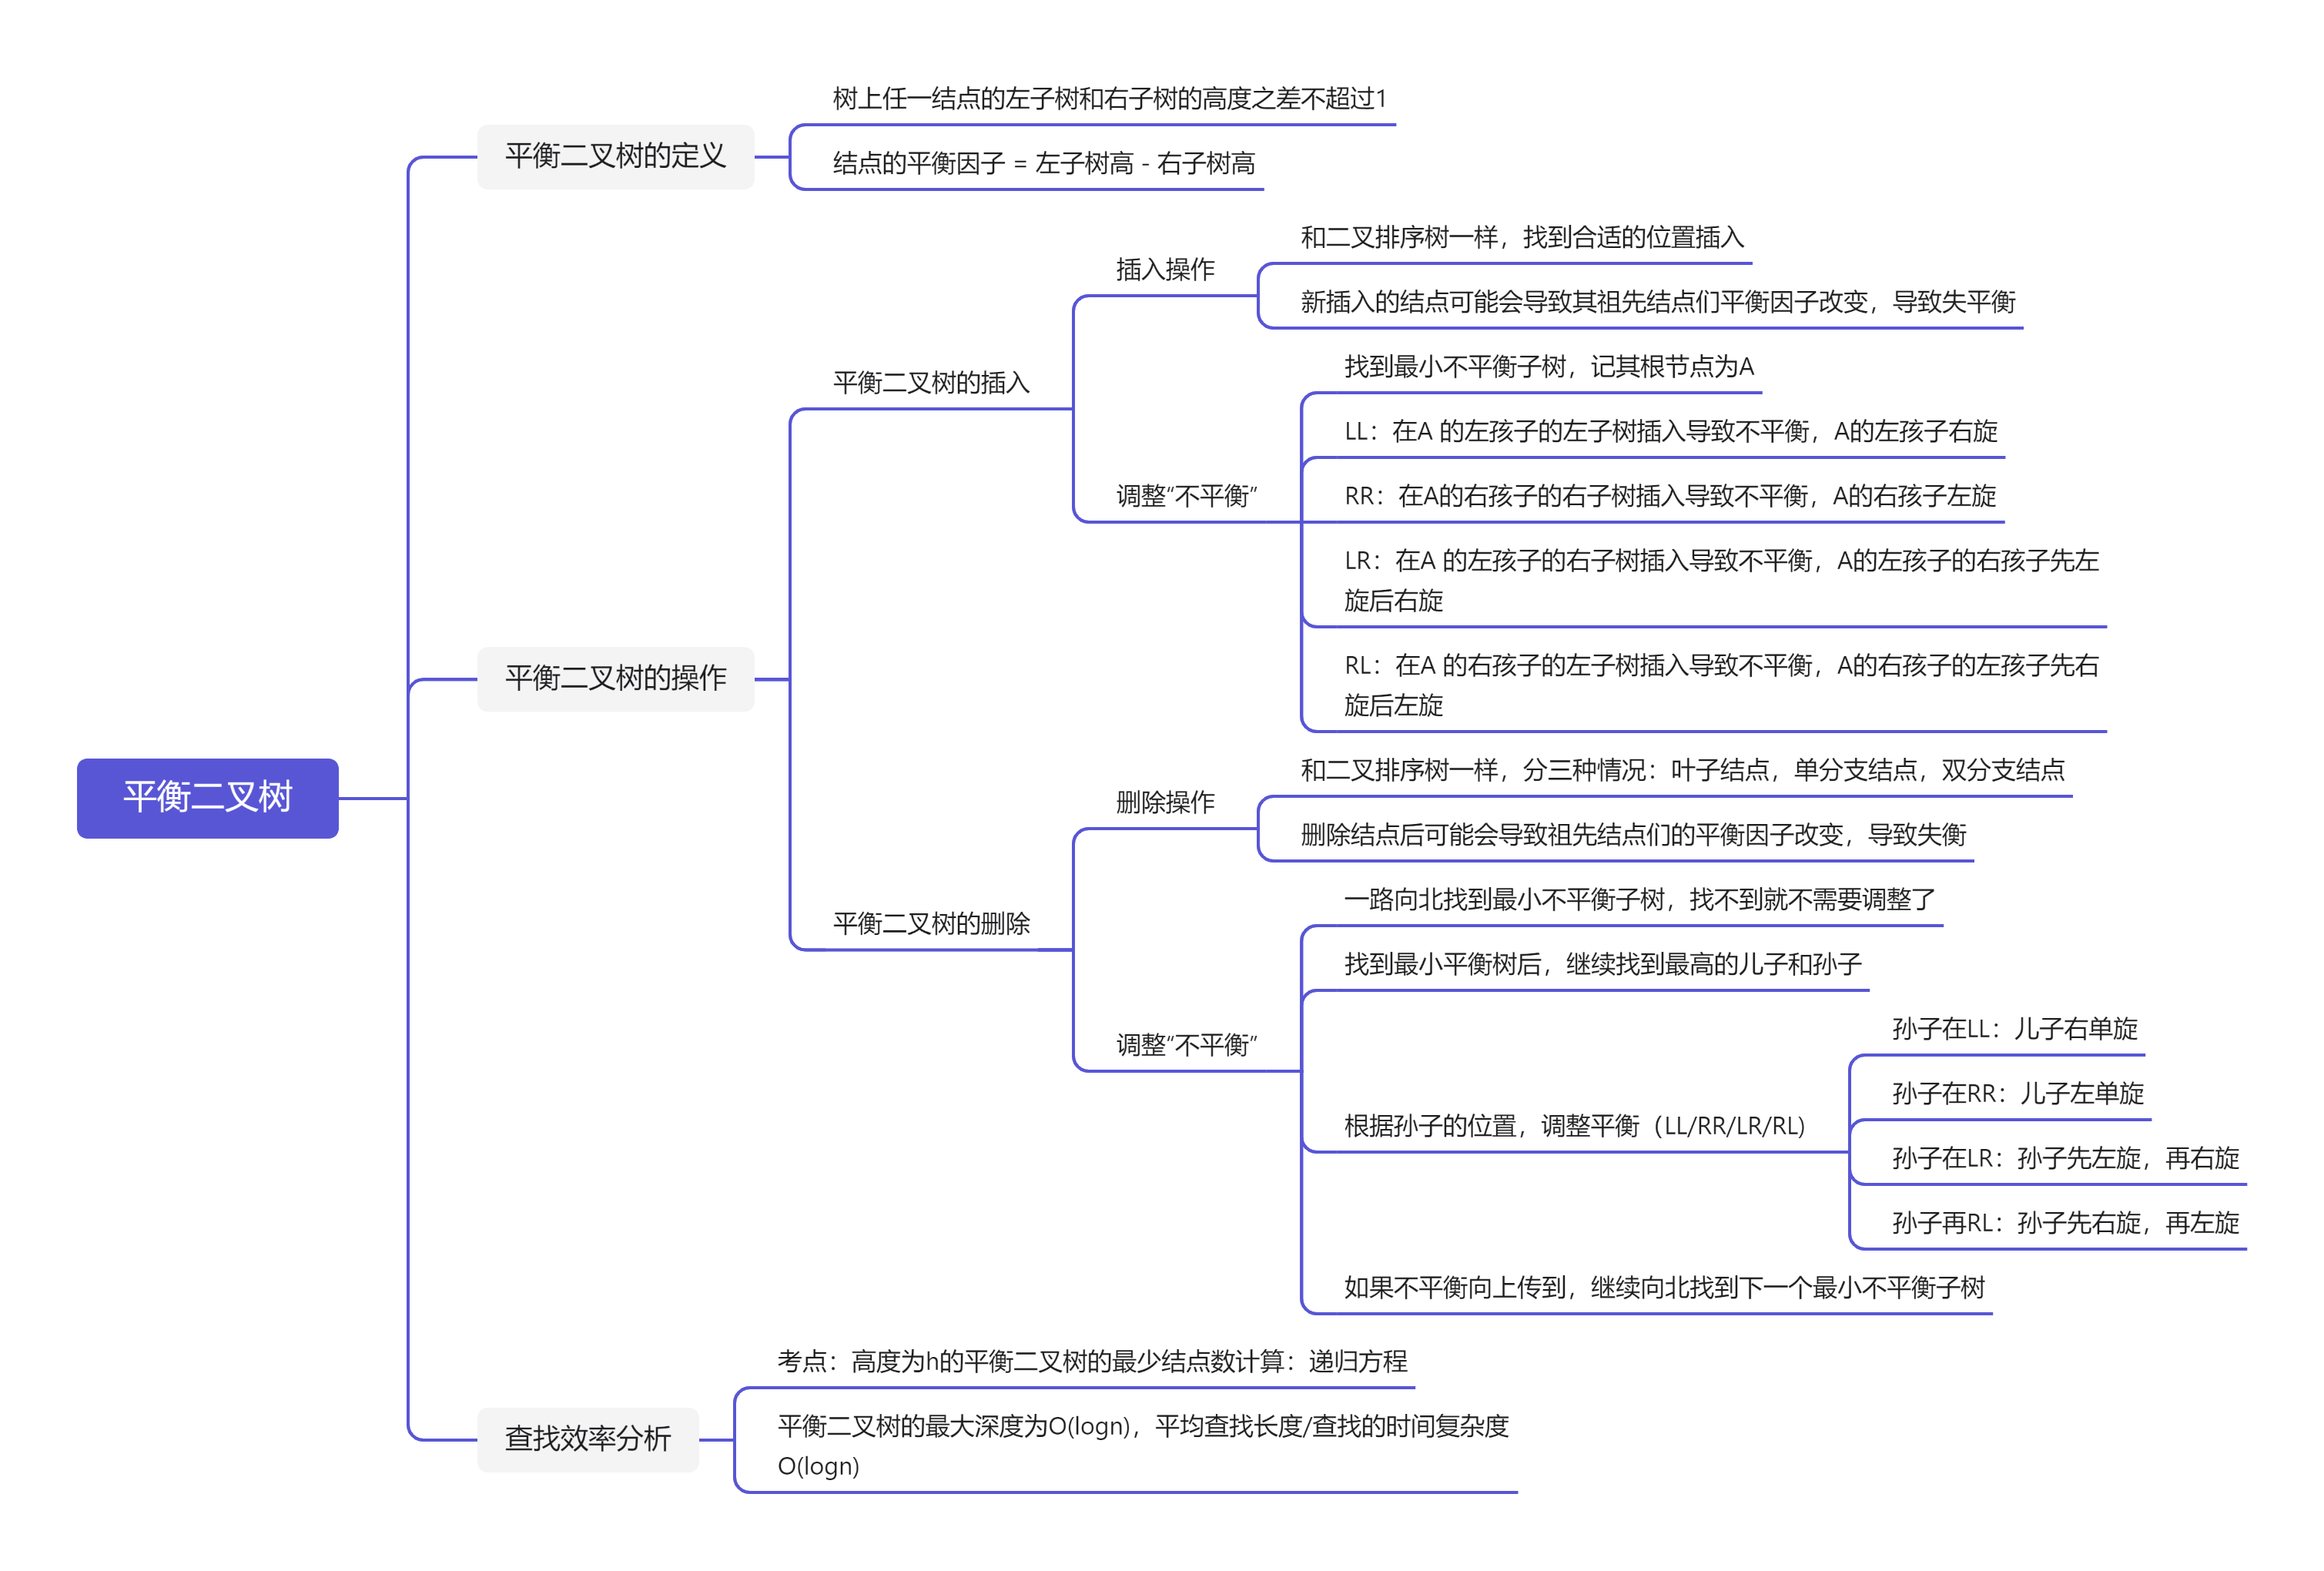 平衡二叉树
平衡二叉树的定义
树上任一结点的左子树和右子树的高度之差不超过1
结点的平衡因子 = 左子树高 - 右子树高
平衡二叉树的操作
平衡二叉树的插入
插入操作
和二叉排序树一样，找到合适的位置插入
新插入的结点可能会导致其祖先结点们平衡因子改变，导致失平衡
调整“不平衡”
找到最小不平衡子树，记其根节点为A
LL：在A 的左孩子的左子树插入导致不平衡，A的左孩子右旋
RR：在A的右孩子的右子树插入导致不平衡，A的右孩子左旋
LR：在A 的左孩子的右子树插入导致不平衡，A的左孩子的右孩子先左
旋后右旋
RL：在A 的右孩子的左子树插入导致不平衡，A的右孩子的左孩子先右
旋后左旋
平衡二叉树的删除
删除操作
和二叉排序树一样，分三种情况：叶子结点，单分支结点，双分支结点
删除结点后可能会导致祖先结点们的平衡因子改变，导致失衡
调整“不平衡”
一路向北找到最小不平衡子树，找不到就不需要调整了
找到最小平衡树后，继续找到最高的儿子和孙子
根据孙子的位置，调整平衡（LL/RR/LR/RL）
孙子在LL：儿子右单旋
孙子在RR：儿子左单旋
孙子在LR：孙子先左旋，再右旋
孙子再RL：孙子先右旋，再左旋
如果不平衡向上传到，继续向北找到下一个最小不平衡子树
查找效率分析
考点：高度为h的平衡二叉树的最少结点数计算：递归方程
平衡二叉树的最大深度为O(logn)，平均查找长度/查找的时间复杂度
O(logn)